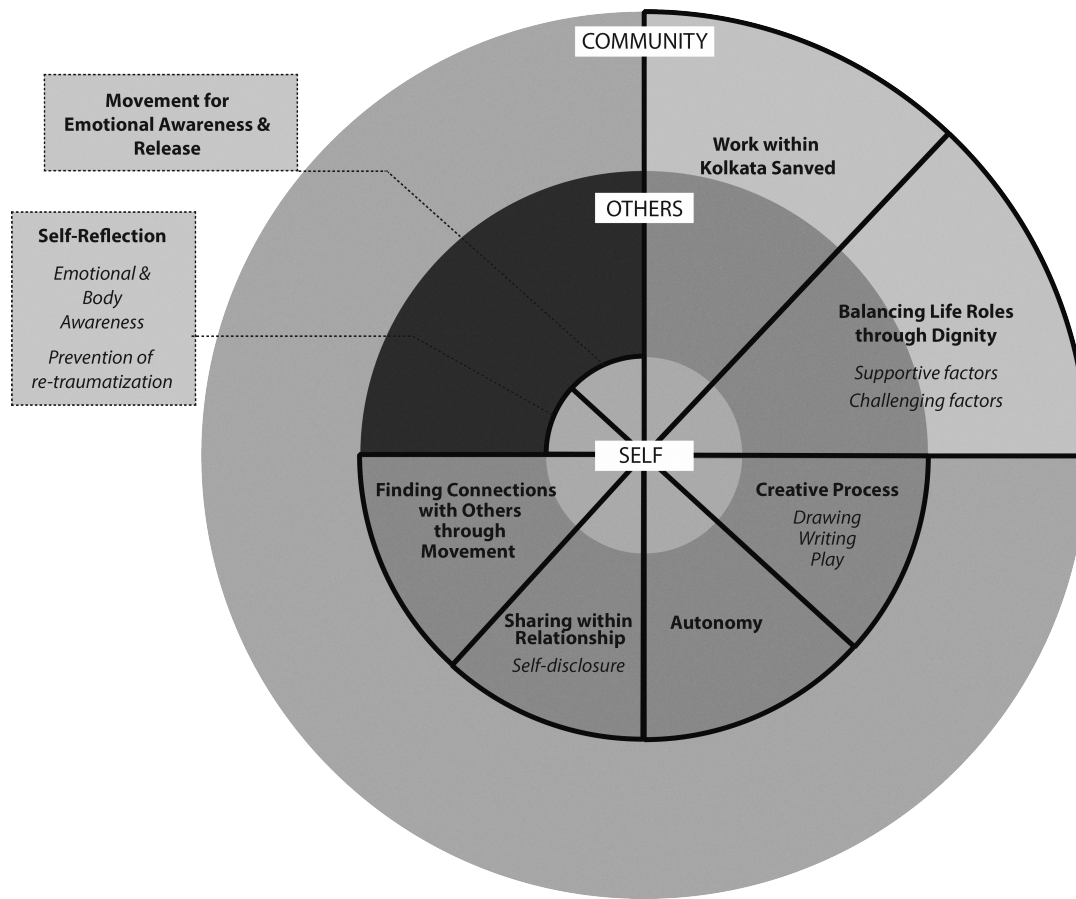 COMMUNITY
Movement for
Emotional Awareness &
Release
Work within
Kolkata Sanved
OTHERS
Self-Reflection
Emotional &
Body
Awareness
Prevention of
re-traumatization
Balancing Life Roles
through Dignity
Supportive factors
Challenging factors
SELF
Finding Connections
with Others
through
Movement
Creative Process
Drawing
Writing
Play
Sharing within
Relationship
Self-disclosure
Autonomy